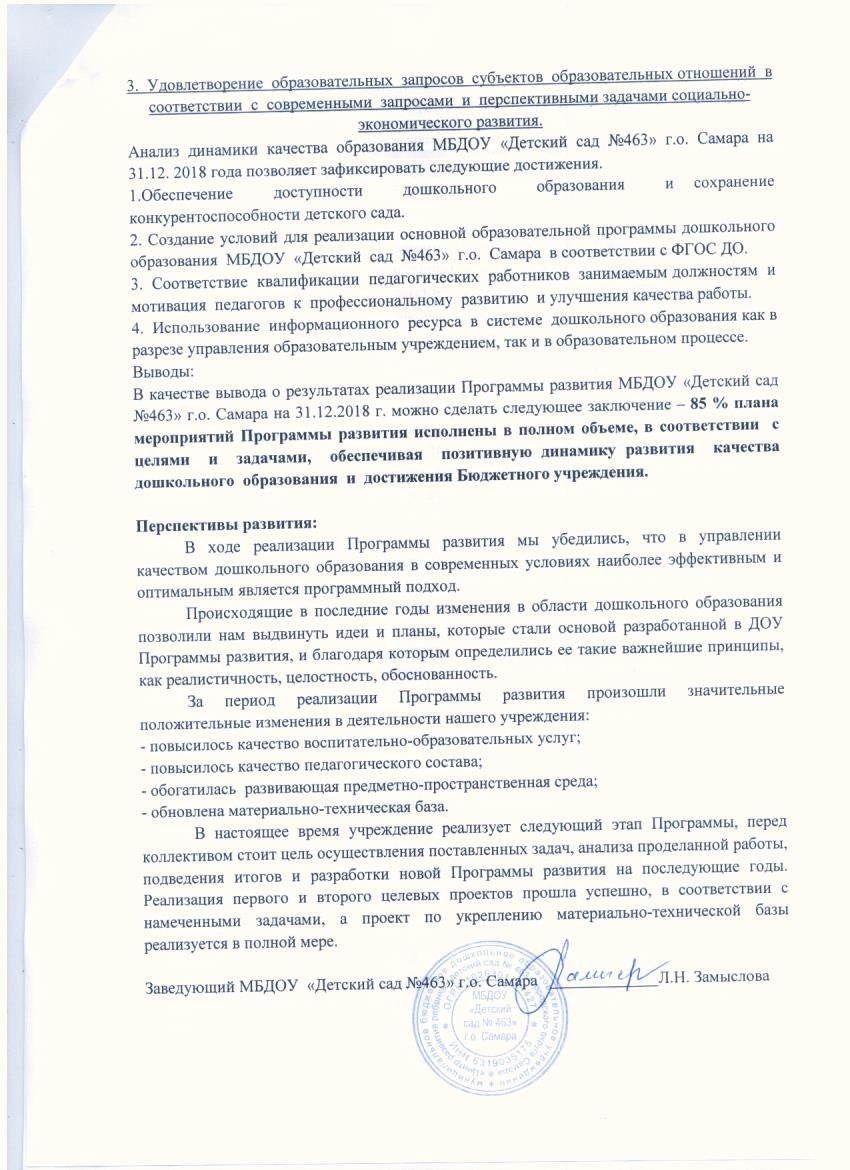 3. Удовлетворение образовательных запросов субъектов образовательных отношений в
соответствии с современными запросами и перспективными задачами социально-
экономического развития.
Анализ динамики качества образования МБДОУ «Детский сад №463» г.о. Самара на
31.12. 2018 года позволяет зафиксировать следующие достижения.
1.Обеспечение доступности дошкольного образования и сохранение
конкурентоспособности детского сада.
2. Создание условий для реализации основной образовательной программы дошкольного
образования МБДОУ «Детский сад №463» г.о. Самара в соответствии с ФГОС ДО.
3. Соответствие квалификации педагогических работников занимаемым должностям и
мотивация педагогов к профессиональному развитию и улучшения качества работы.
4. Использование информационного ресурса в системе дошкольного образования как в
разрезе управления образовательным учреждением, так и в образовательном процессе.
Выводы:
В качестве вывода о результатах реализации Программы развития МБДОУ «Детский сад
№463» г.о. Самара на 31.12.2018 г. можно сделать следующее заключение – 85 % плана
мероприятий Программы развития исполнены в полном объеме, в соответствии с
целями и задачами, обеспечивая позитивную динамику развития качества
дошкольного образования и достижения Бюджетного учреждения.
Перспективы развития:
В ходе реализации Программы развития мы убедились, что в управлении
качеством дошкольного образования в современных условиях наиболее эффективным и
оптимальным является программный подход.
Происходящие в последние годы изменения в области дошкольного образования
позволили нам выдвинуть идеи и планы, которые стали основой разработанной в ДОУ
Программы развития, и благодаря которым определились ее такие важнейшие принципы,
как реалистичность, целостность, обоснованность.
За период реализации Программы развития произошли значительные
положительные изменения в деятельности нашего учреждения:
- повысилось качество воспитательно-образовательных услуг;
- повысилось качество педагогического состава;
- обогатилась развивающая предметно-пространственная среда;
- обновлена материально-техническая база.
В настоящее время учреждение реализует следующий этап Программы, перед
коллективом стоит цель осуществления поставленных задач, анализа проделанной работы,
подведения итогов и разработки новой Программы развития на последующие годы.
Реализация первого и второго целевых проектов прошла успешно, в соответствии с
намеченными задачами, а проект по укреплению материально-технической базы
реализуется в полной мере.
Заведующий МБДОУ «Детский сад №463» г.о. Самара ____________Л.Н. Замыслова
МБДОУ
«Детский
сад № 463»
г.о. Самара
ИНН 6319035175